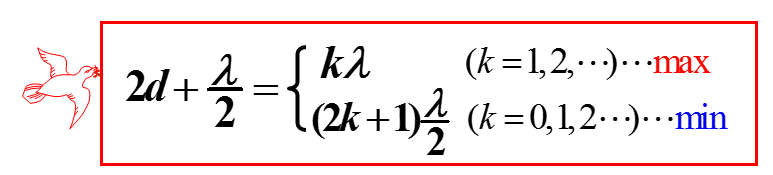 2d + λ/2 = { kλ (k = 1, 2, ⋯)⋯max
(2k + 1)λ/2 (k = 0, 1, 2⋯)⋯min